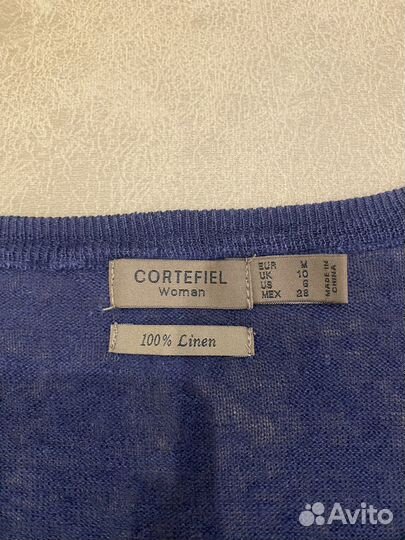 CORTEFIEL
Woman
EUR M
UK 10
US 8
MEX 28
MADE IN
CHINA
100% Linen
Avito